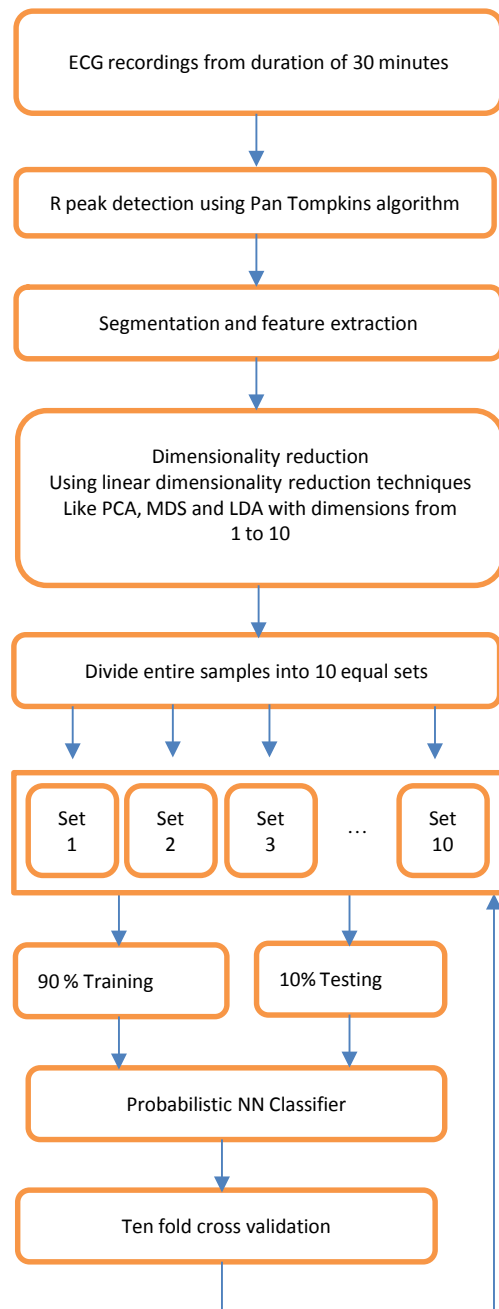 ECG recordings from duration of 30 minutes
R peak detection using Pan Tompkins algorithm
Segmentation and feature extraction
Dimensionality reduction
Using linear dimensionality reduction techniques
Like PCA, MDS and LDA with dimensions from
1 to 10
Divide entire samples into 10 equal sets
Set
1
Set
2
Set
3
...
Set
10
90 % Training
10% Testing
Probabilistic NN Classifier
Ten fold cross validation